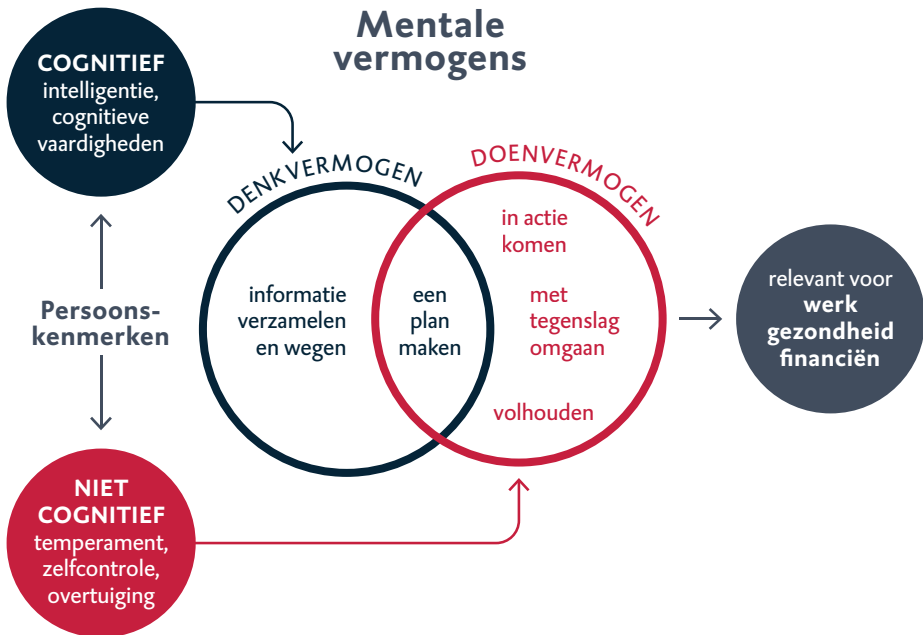 Mentale
vermogens
COGNITIEF
intelligentie,
cognitieve
vaardigheden
Persoons-
kenmerken
NIET
COGNITIEF
temperament,
zelfcontrole,
overtuiging
DENKVERMOGEN
informatie
verzamelen
en wegen
een
plan
maken
DOENVERMOGEN
in actie
komen
met
tegenslag
omgaan
volhouden
relevant voor
werk
gezondheid
financiën